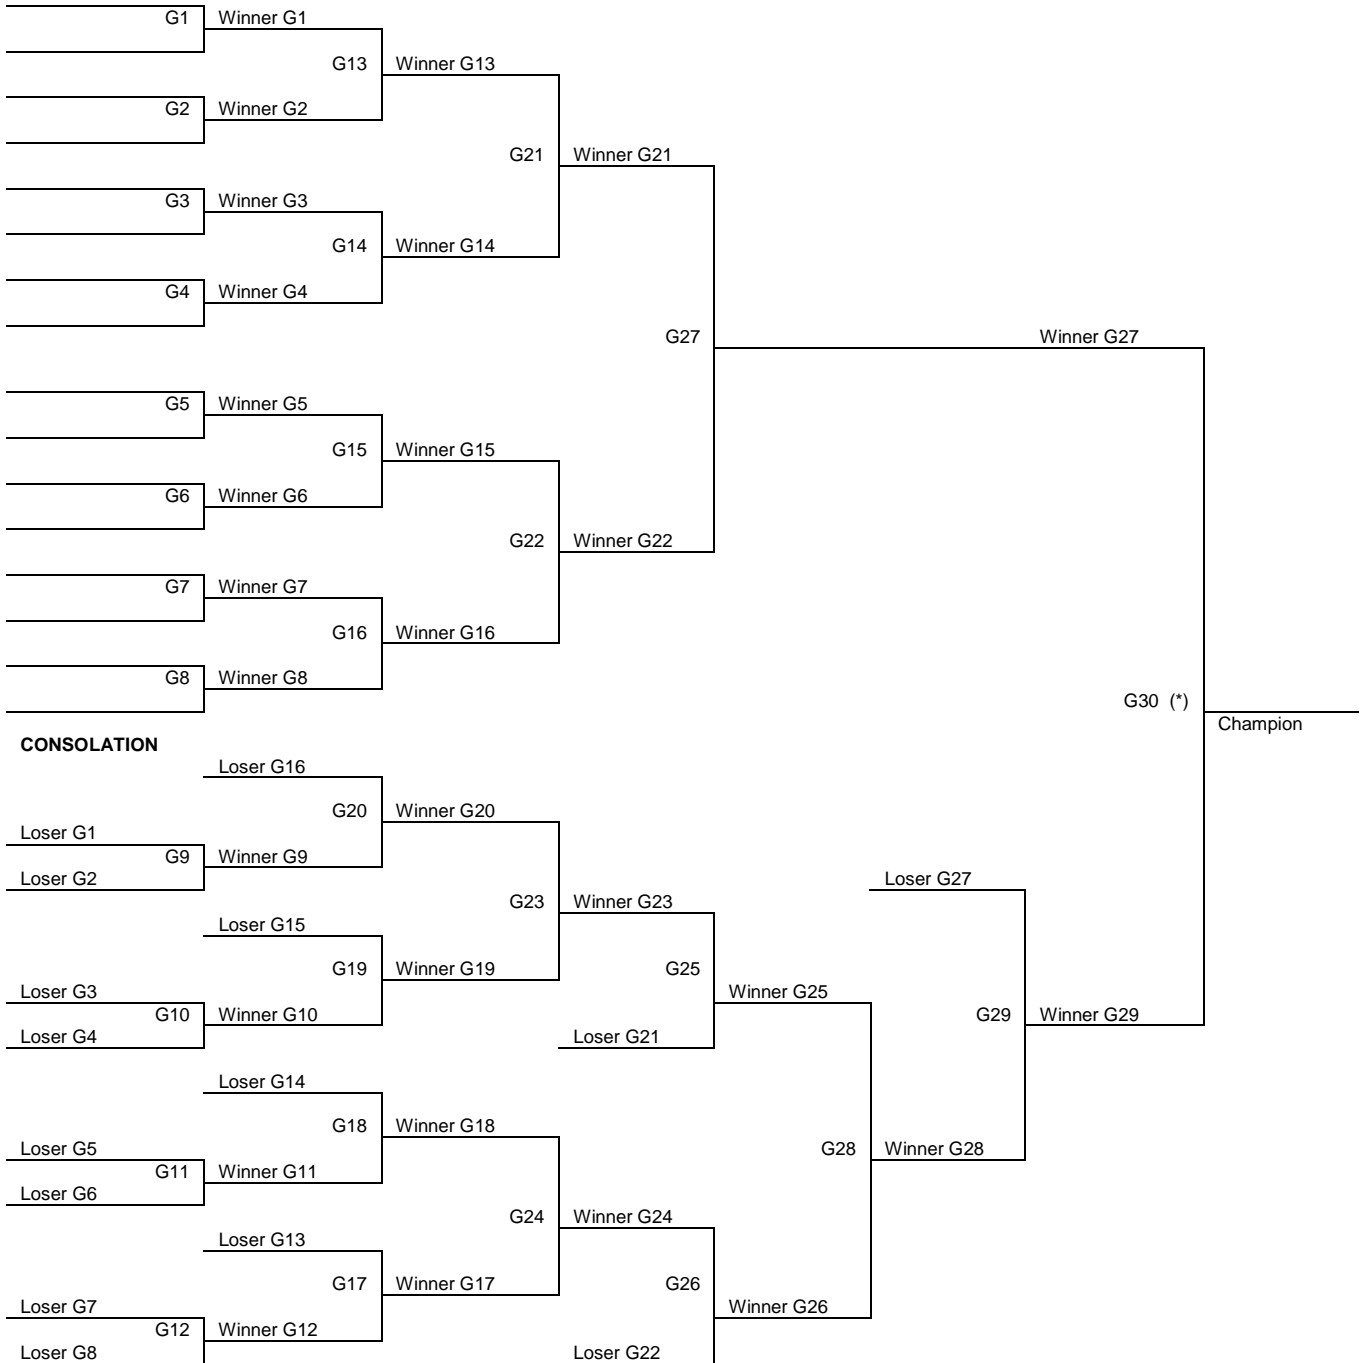 G1 Winner G1
G13 Winner G13
G2 Winner G2
G21 Winner G21
G3 Winner G3
G14 Winner G14
G4 Winner G4
G27 Winner G27
G5 Winner G5
G15 Winner G15
G6 Winner G6
G22 Winner G22
G7 Winner G7
G16 Winner G16
G8 Winner G8
G30 (*)
Champion
CONSOLATION
Loser G16
G20 Winner G20
Loser G1
G9 Winner G9
Loser G2
Loser G27
G23 Winner G23
Loser G15
G19 Winner G19
G25
Loser G3
Winner G25
G10 Winner G10
G29 Winner G29
Loser G4
Loser G21
Loser G14
G18 Winner G18
Loser G5
G28 Winner G28
G11 Winner G11
Loser G6
G24 Winner G24
Loser G13
G17 Winner G17
G26
Loser G7
Winner G26
G12 Winner G12
Loser G8
Loser G22